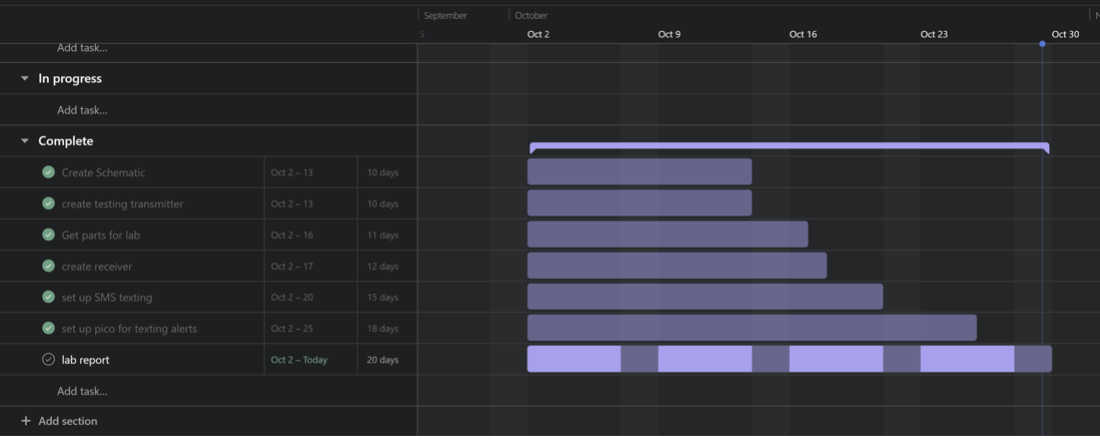 September October N
5 Oct 2 Oct 9 Oct 16 Oct 23 Oct 30
Add task...
In progress
Add task...
Complete
Create Schematic Oct 2 – 13 10 days
create testing transmitter Oct 2 – 13 10 days
Get parts for lab Oct 2 – 16 11 days
create receiver Oct 2 – 17 12 days
set up SMS texting Oct 2 – 20 15 days
set up pico for texting alerts Oct 2 – 25 18 days
lab report Oct 2 – Today 20 days
Add task...
+ Add section